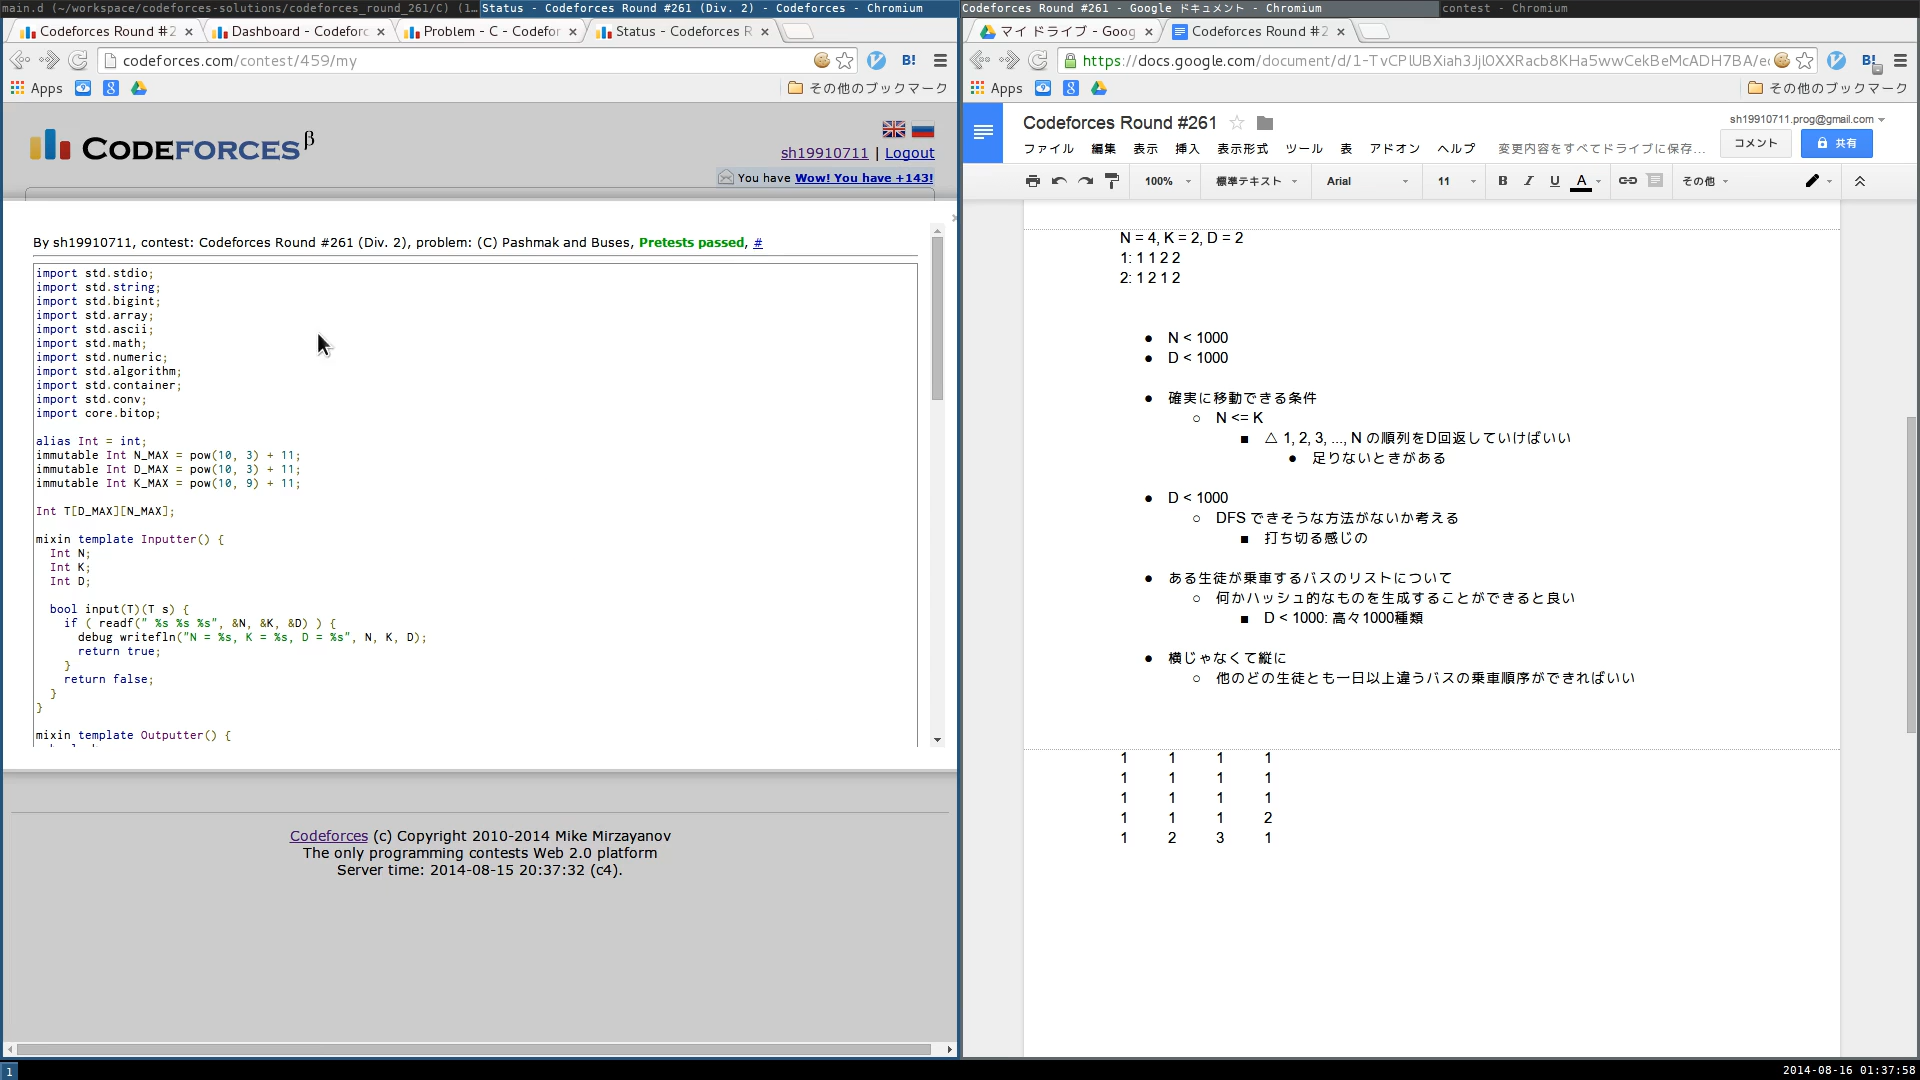 main.d (~/workspace/codeforces-solutions/codeforces_round_261/C) (1...
Status - Codeforces Round #261 (Div. 2) - Codeforces - Chromium
Codeforces Round #261 - Google ドキュメント - Chromium
contest - Chromium
Codeforces Round #2
Dashboard - Codeforc
Problem - C - Codefor
Status - Codeforces R
codeforces.com/contest/459/my
B!
Apps
その他のブックマーク
CODEFORCES β
sh19910711 | Logout
You have Wow! You have +143!
By sh19910711, contest: Codeforces Round #261 (Div. 2), problem: (C) Pashmak and Buses, Pretests passed, #
import std.stdio;
import std.string;
import std.bigint;
import std.array;
import std.ascii;
import std.math;
import std.numeric;
import std.algorithm;
import std.container;
import std.conv;
import core.bitop;
alias Int = int;
immutable Int N_MAX = pow(10, 3) + 11;
immutable Int D_MAX = pow(10, 3) + 11;
immutable Int K_MAX = pow(10, 9) + 11;
Int T[D_MAX][N_MAX];
mixin template Inputter() {
Int N;
Int K;
Int D;
bool input(T)(T s) {
if ( readf(" %s %s %s", &N, &K, &D) ) {
debug writefln("N = %s, K = %s, D = %s", N, K, D);
return true;
}
return false;
}
}
mixin template Outputter() {
Codeforces (c) Copyright 2010-2014 Mike Mirzayanov
The only programming contests Web 2.0 platform
Server time: 2014-08-15 20:37:32 (c4).
マイ ドライブ - Goog
Codeforces Round #2
https://docs.google.com/document/d/1-TvCPlUBXiah3JjlOXXRacb8KHa5wwCekBeMcADH7BA/e
B!
Apps
その他のブックマーク
Codeforces Round #261
sh19910711.prog@gmail.com
ファイル 編集 表示 挿入 表示形式 ツール 表 アドオン ヘルプ 変更内容をすべてドライブに保存...
コメント
共有
100% 標準テキスト Arial 11 B I U A その他
N = 4, K = 2, D = 2
1: 1 1 2 2
2: 1 2 1 2
● N < 1000
● D < 1000
● 確実に移動できる条件
○ N <= K
■ △ 1, 2, 3, ..., N の順列をD回返していけばいい
● 足りないときがある
● D < 1000
○ DFS できそうな方法がないか考える
■ 打ち切る感じの
● ある生徒が乗車するバスのリストについて
○ 何かハッシュ的なものを生成することができると良い
■ D < 1000: 高々1000種類
● 横じゃなくて縦に
○ 他のどの生徒とも一日以上違うバスの乗車順序ができればいい
1 1 1 1
1 1 1 1
1 1 1 1
1 1 1 2
1 2 3 1
1
2014-08-16 01:37:58